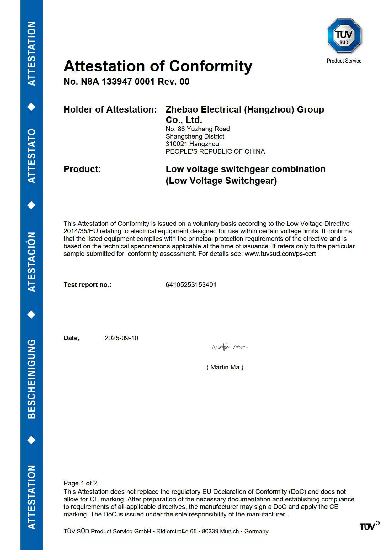 TÜV
SÜD
Product Service
Attestation of Conformity
No. N8A 133947 0001 Rev. 00
Holder of Attestation: Zhebao Electrical (Hangzhou) Group
Co., Ltd.
No. 88 Yuzhang Road
Shangcheng District
310021 Hangzhou
PEOPLE'S REPUBLIC OF CHINA
Product: Low voltage switchgear combination
(Low Voltage Switchgear)
This Attestation of Conformity is issued on a voluntary basis according to the Low Voltage Directive
2014/35/EU relating to electrical equipment designed for use within certain voltage limits. It confirms
that the listed equipment complies with the principal protection requirements of the directive and is
based on the technical specifications applicable at the time of issuance. It refers only to the particular
sample submitted for conformity assessment. For details see: www.tuvsud.com/ps-cert
Test report no.: 64105253153401
Date, 2025-09-10
( Martin Ma )
Page 1 of 2
This Attestation does not replace the regulatory EU Declaration of Conformity (DoC) and does not
allow for CE marking. After preparation of the necessary documentation and establishing compliance
to requirements of all applicable directives, the manufacturer may sign a DoC and apply the CE
marking. The DoC is issued under the sole responsibility of the manufacturer.
TÜV SÜD Product Service GmbH • Ridlerstraße 65 • 80339 Munich • Germany
TÜV
ATTESTATION ◆ BESCHEINIGUNG ◆ ATESTACIÓN ◆ ATTESTATO ◆ ATTESTATION